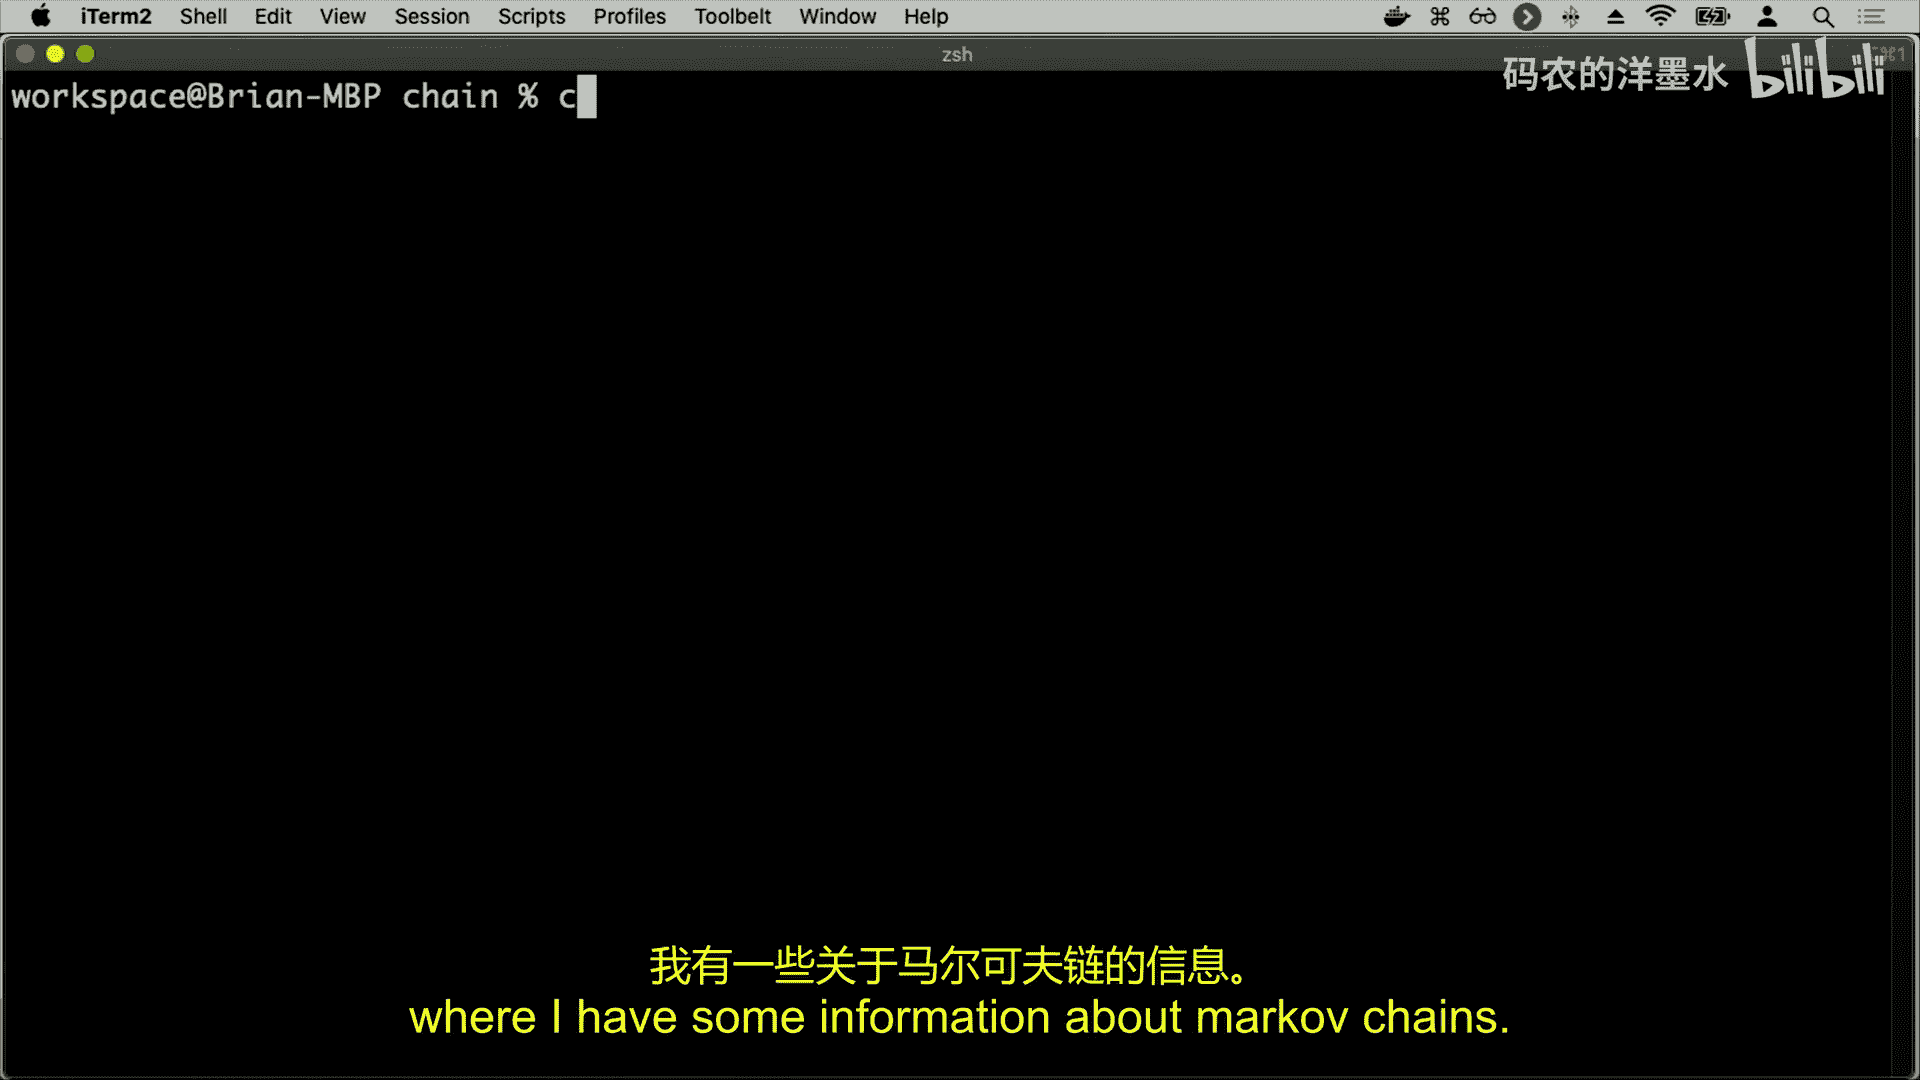 iTerm2 Shell Edit View Session Scripts Profiles Toolbelt Window Help
zsh
⌘1
码农的洋墨水 bilibili
workspace@Brian-MBP chain % c
我有一些关于马尔可夫链的信息。
where I have some information about markov chains.